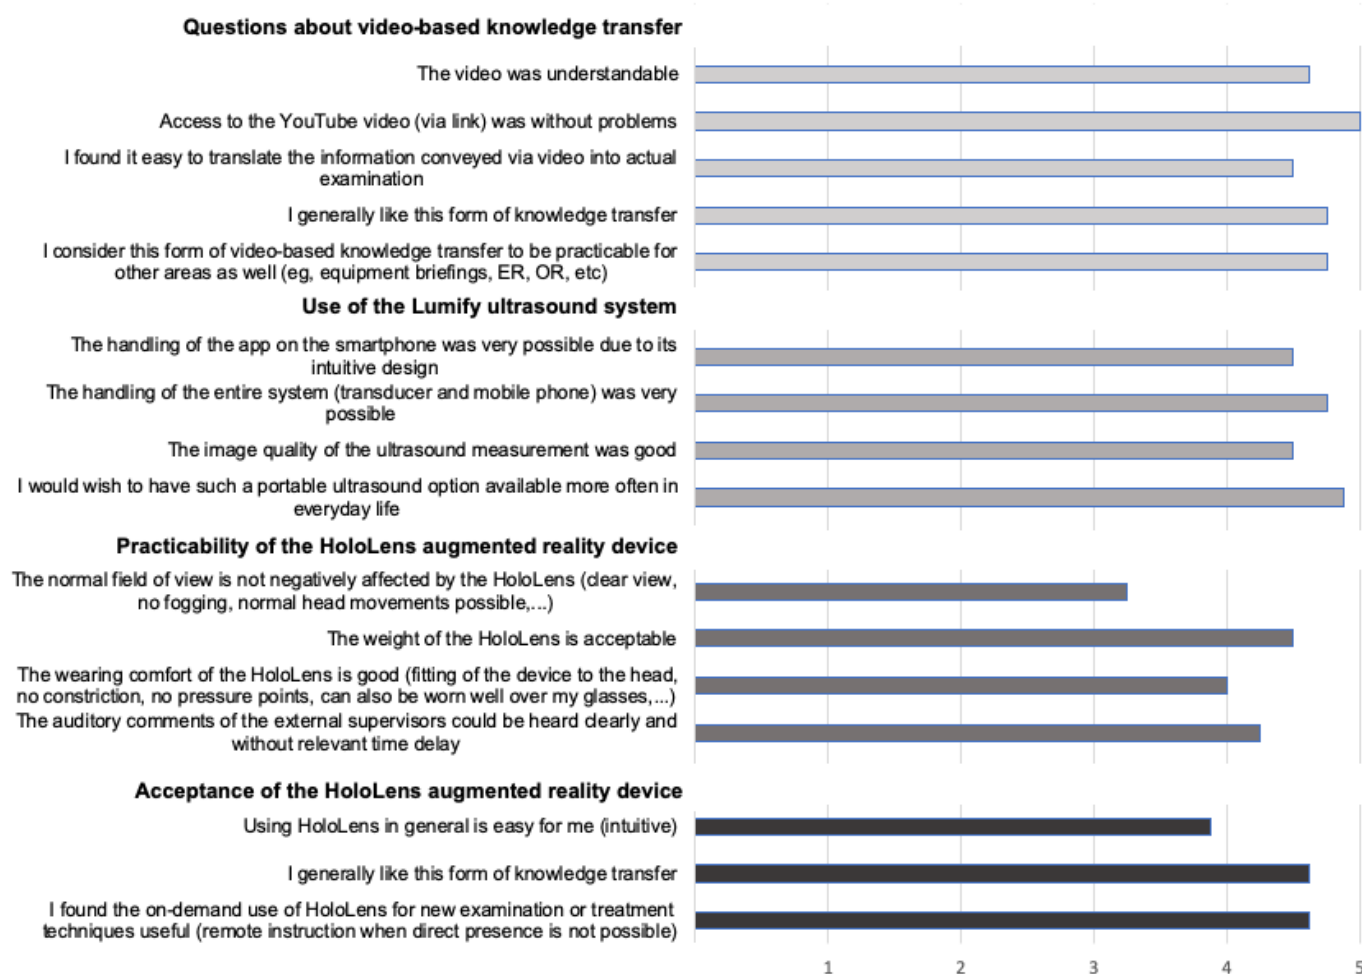 Questions about video-based knowledge transfer
The video was understandable
Access to the YouTube video (via link) was without problems
I found it easy to translate the information conveyed via video into actual
examination
I generally like this form of knowledge transfer
I consider this form of video-based knowledge transfer to be practicable for
other areas as well (eg, equipment briefings, ER, OR, etc)
Use of the Lumify ultrasound system
The handling of the app on the smartphone was very possible due to its
intuitive design
The handling of the entire system (transducer and mobile phone) was very
possible
The image quality of the ultrasound measurement was good
I would wish to have such a portable ultrasound option available more often in
everyday life
Practicability of the HoloLens augmented reality device
The normal field of view is not negatively affected by the HoloLens (clear view,
no fogging, normal head movements possible,...)
The weight of the HoloLens is acceptable
The wearing comfort of the HoloLens is good (fitting of the device to the head,
no constriction, no pressure points, can also be worn well over my glasses,...)
The auditory comments of the external supervisors could be heard clearly and
without relevant time delay
Acceptance of the HoloLens augmented reality device
Using HoloLens in general is easy for me (intuitive)
I generally like this form of knowledge transfer
I found the on-demand use of HoloLens for new examination or treatment
techniques useful (remote instruction when direct presence is not possible)
1 2 3 4 5